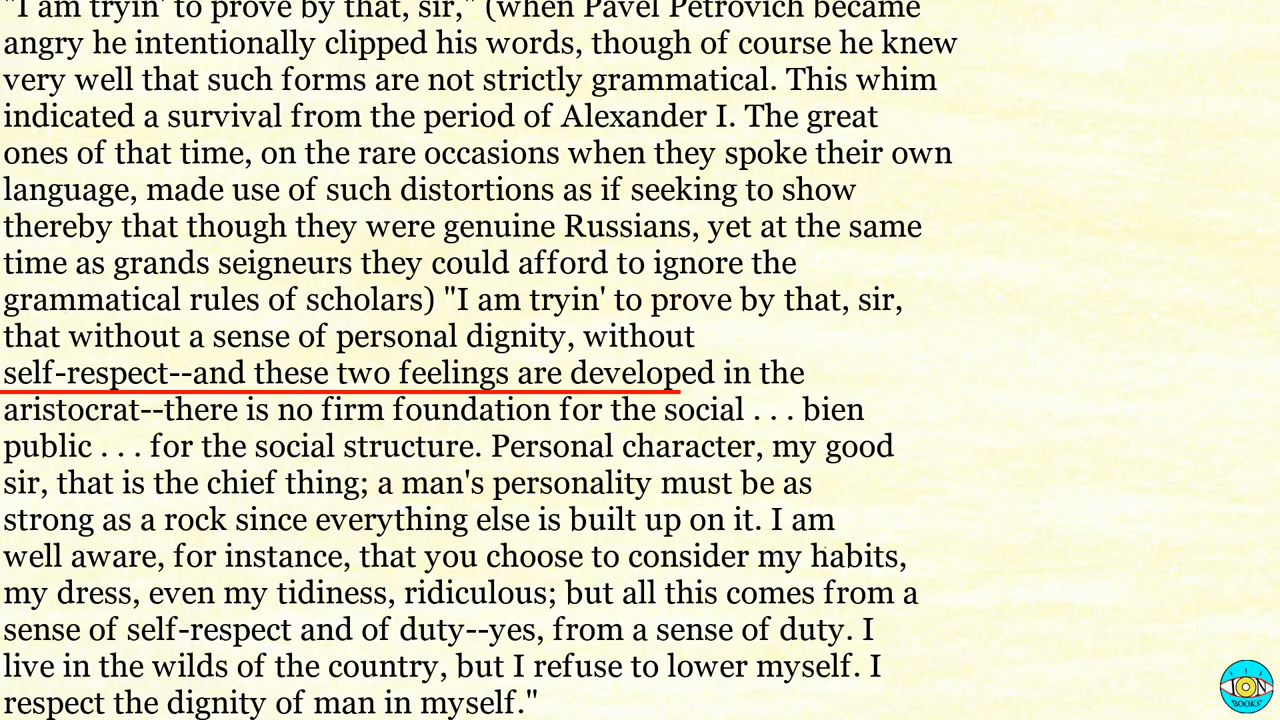 "I am tryin' to prove by that, sir," (when Pavel Petrovich became
angry he intentionally clipped his words, though of course he knew
very well that such forms are not strictly grammatical. This whim
indicated a survival from the period of Alexander I. The great
ones of that time, on the rare occasions when they spoke their own
language, made use of such distortions as if seeking to show
thereby that though they were genuine Russians, yet at the same
time as grands seigneurs they could afford to ignore the
grammatical rules of scholars) "I am tryin' to prove by that, sir,
that without a sense of personal dignity, without
self-respect--and these two feelings are developed in the
aristocrat--there is no firm foundation for the social . . . bien
public . . . for the social structure. Personal character, my good
sir, that is the chief thing; a man's personality must be as
strong as a rock since everything else is built up on it. I am
well aware, for instance, that you choose to consider my habits,
my dress, even my tidiness, ridiculous; but all this comes from a
sense of self-respect and of duty--yes, from a sense of duty. I
live in the wilds of the country, but I refuse to lower myself. I
respect the dignity of man in myself."
ION
BOOKS